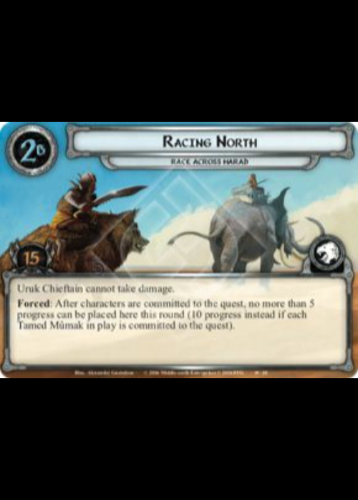 2B
RACING NORTH
RACE ACROSS HARAD
15
Uruk Chieftain cannot take damage.
Forced: After characters are committed to the quest, no more than 5
progress can be placed here this round (10 progress instead if each
Tamed Mûmak in play is committed to the quest).